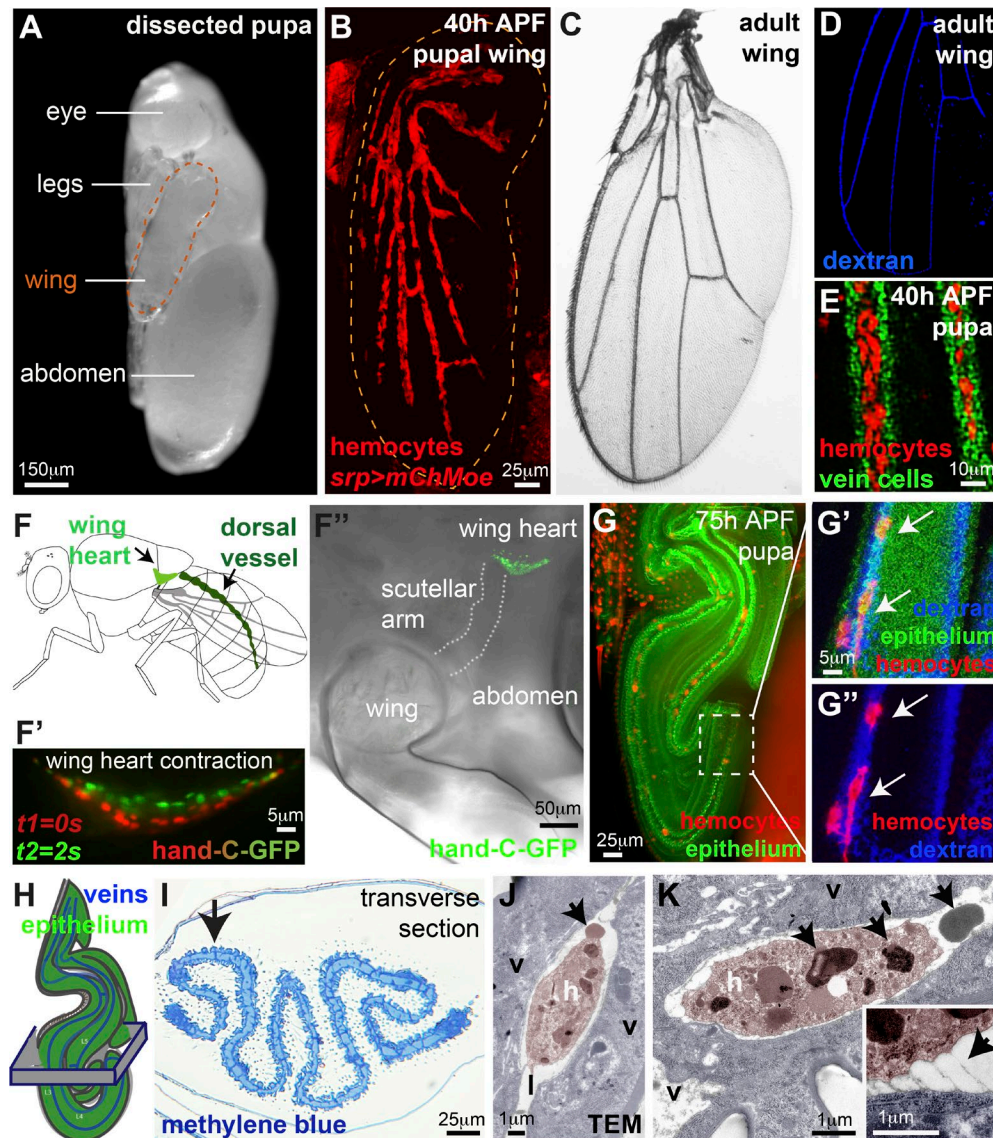 A
dissected pupa
eye
legs
wing
abdomen
150µm
B
40h APF
pupal wing
hemocytes
srp>mChMoe
25µm
C
adult
wing
D
adult
wing
dextran
E
40h APF
pupa
hemocytes
vein cells
10µm
F
wing
heart
dorsal
vessel
F'
wing heart contraction
t1=0s
t2=2s
5µm
hand-C-GFP
F"
wing heart
scutellar
arm
wing
abdomen
50µm
hand-C-GFP
G
75h APF
pupa
25µm
hemocytes
epithelium
G'
dextran
epithelium
hemocytes
5µm
G"
hemocytes
dextran
H
veins
epithelium
L5
L3
L4
I
transverse
section
methylene blue
25µm
J
v
h
v
l
1µm
TEM
K
v
h
v
1µm
1µm